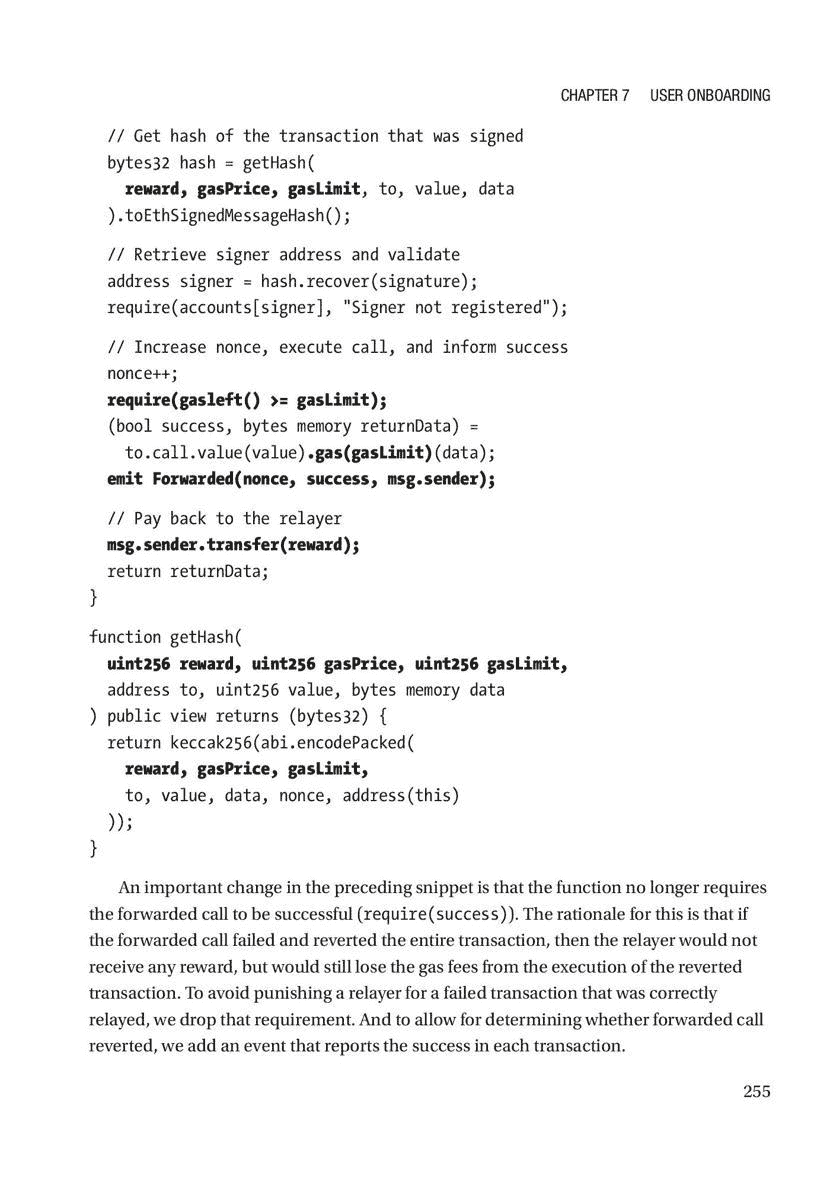 CHAPTER 7 USER ONBOARDING
// Get hash of the transaction that was signed
bytes32 hash = getHash(
reward, gasPrice, gasLimit, to, value, data
).toEthSignedMessageHash();
// Retrieve signer address and validate
address signer = hash.recover(signature);
require(accounts[signer], "Signer not registered");
// Increase nonce, execute call, and inform success
nonce++;
require(gasleft() >= gasLimit);
(bool success, bytes memory returnData) =
to.call.value(value).gas(gasLimit)(data);
emit Forwarded(nonce, success, msg.sender);
// Pay back to the relayer
msg.sender.transfer(reward);
return returnData;
}
function getHash(
uint256 reward, uint256 gasPrice, uint256 gasLimit,
address to, uint256 value, bytes memory data
) public view returns (bytes32) {
return keccak256(abi.encodePacked(
reward, gasPrice, gasLimit,
to, value, data, nonce, address(this)
));
}
An important change in the preceding snippet is that the function no longer requires
the forwarded call to be successful (require(success)). The rationale for this is that if
the forwarded call failed and reverted the entire transaction, then the relayer would not
receive any reward, but would still lose the gas fees from the execution of the reverted
transaction. To avoid punishing a relayer for a failed transaction that was correctly
relayed, we drop that requirement. And to allow for determining whether forwarded call
reverted, we add an event that reports the success in each transaction.
255